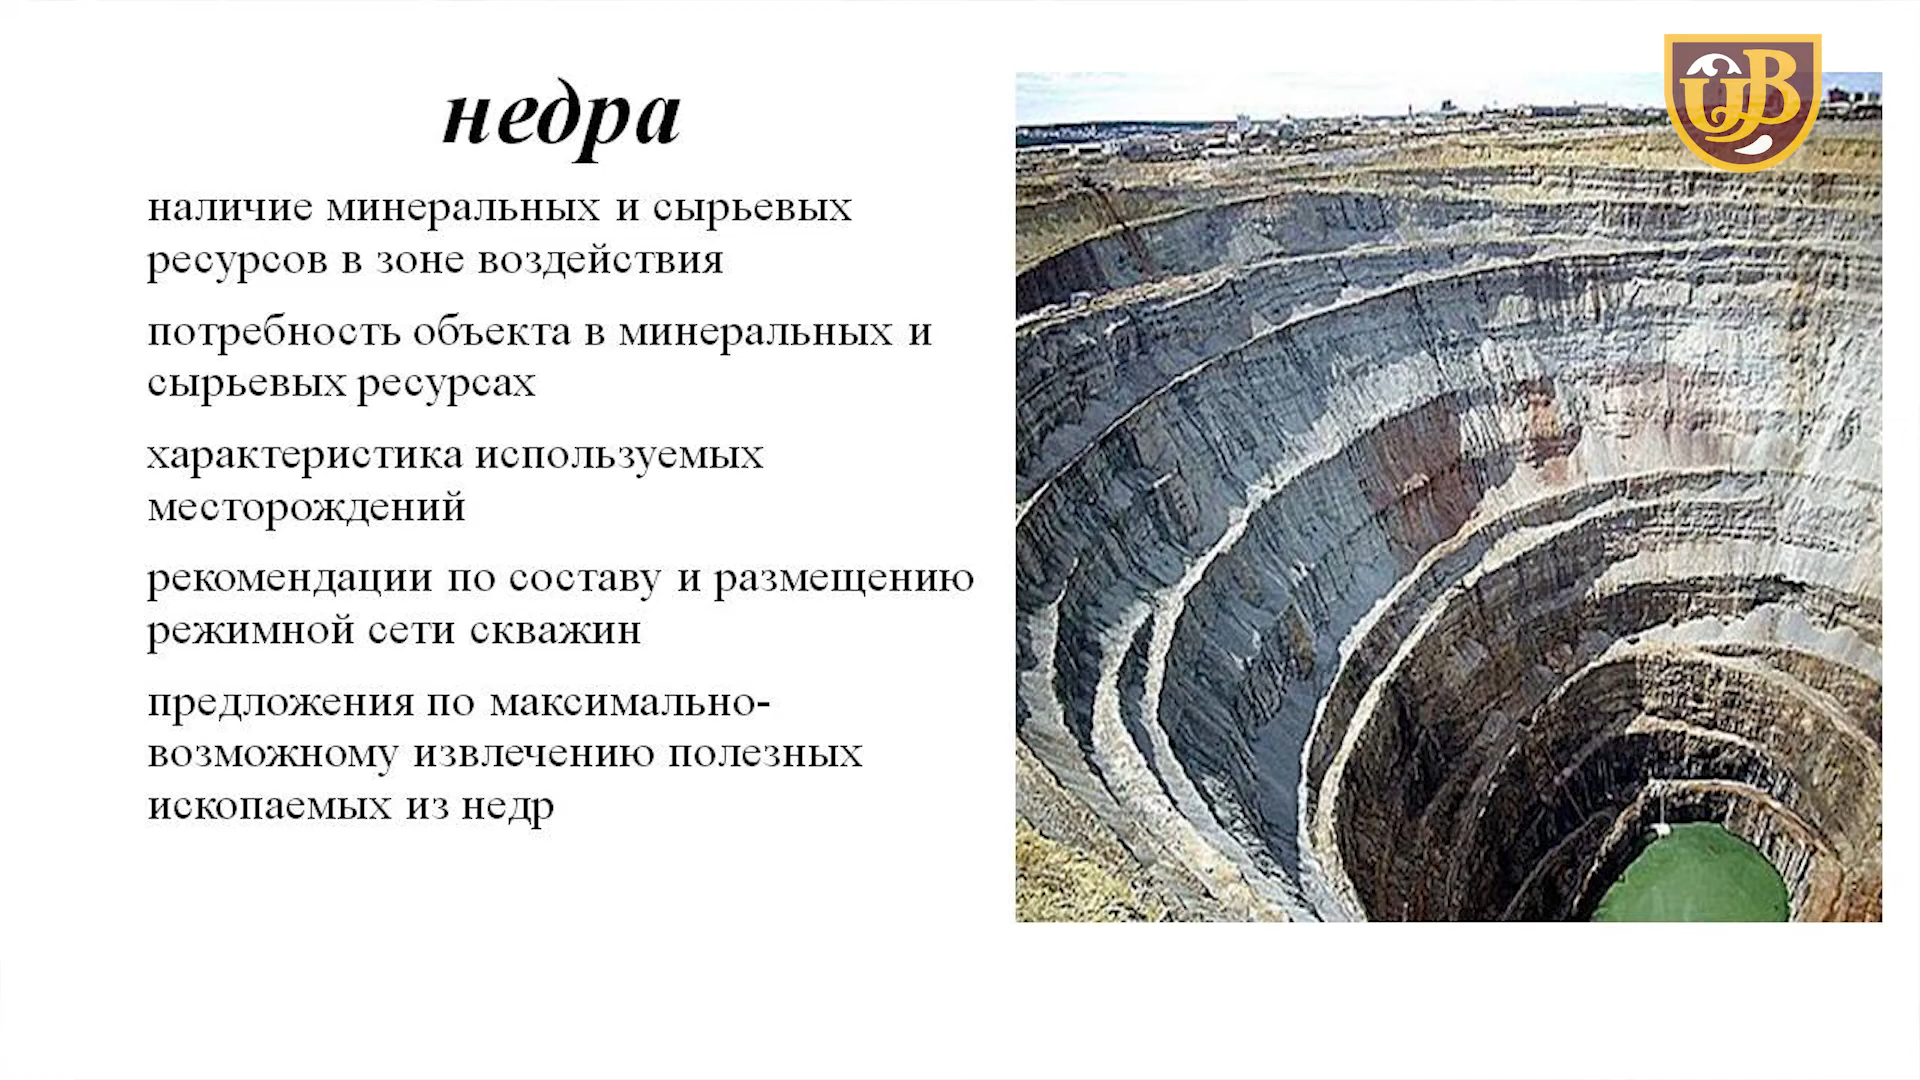 недра
наличие минеральных и сырьевых
ресурсов в зоне воздействия
потребность объекта в минеральных и
сырьевых ресурсах
характеристика используемых
месторождений
рекомендации по составу и размещению
режимной сети скважин
предложения по максимально-
возможному извлечению полезных
ископаемых из недр